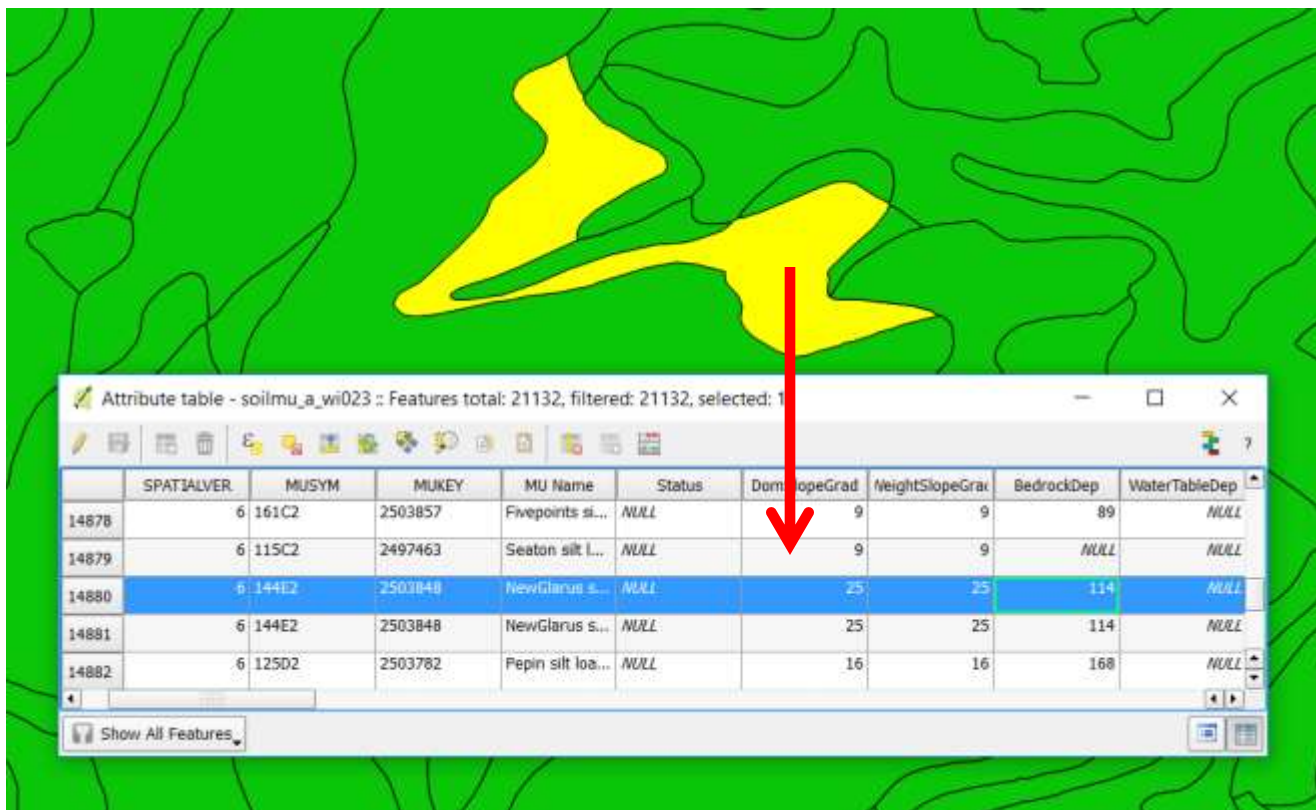 Attribute table - soilmu_a_wi023 :: Features total: 21132, filtered: 21132, selected: 1
?
SPATIALVER MUSYM MUKEY MU Name Status DomSlopeGrad WeightSlopeGrad BedrockDep WaterTableDep
14878 6 161C2 2503857 Fivepoints si... NULL 9 9 89 NULL
14879 6 115C2 2497463 Seaton silt l... NULL 9 9 NULL NULL
14880 6 144E2 2503848 NewGlarus s... NULL 25 25 114 NULL
14881 6 144E2 2503848 NewGlarus s... NULL 25 25 114 NULL
14882 6 125D2 2503782 Pepin silt loa... NULL 16 16 168 NULL
Show All Features